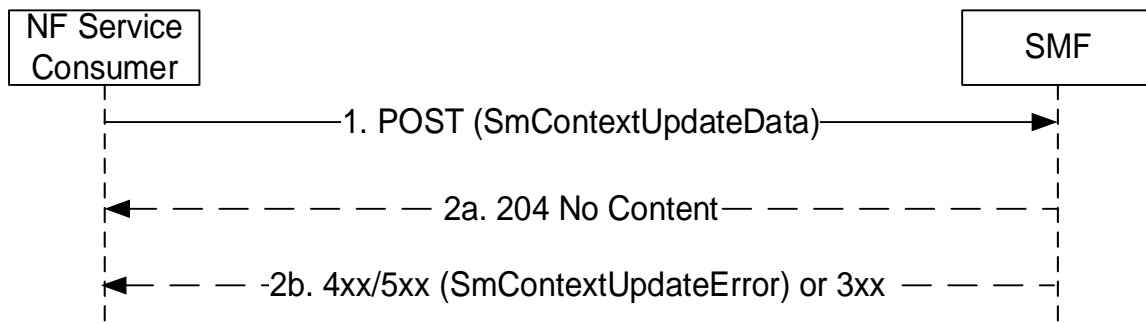 NF Service
Consumer
SMF
1. POST (SmContextUpdateData)
2a. 204 No Content
2b. 4xx/5xx (SmContextUpdateError) or 3xx